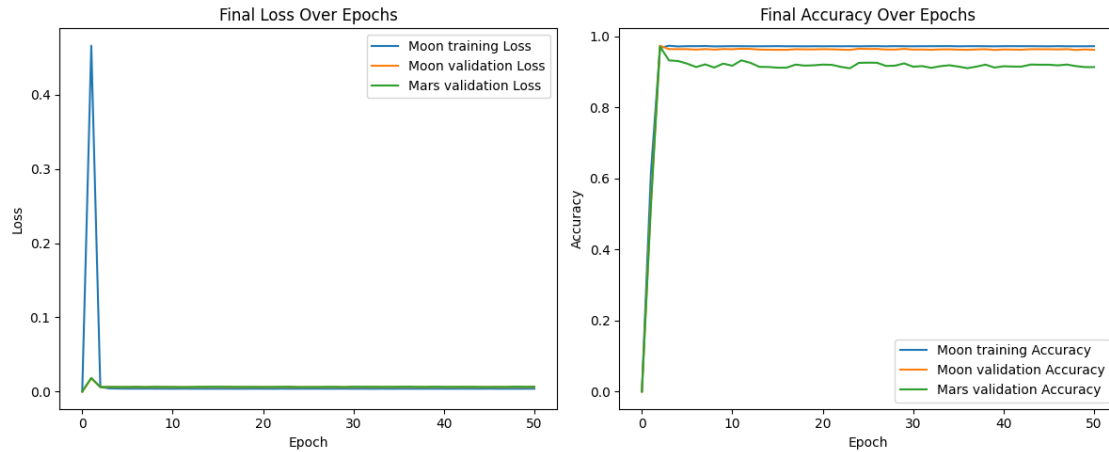 Final Loss Over Epochs
Moon training Loss
Moon validation Loss
Mars validation Loss
0.4
0.3
0.2
0.1
0.0
Loss
0
10
20
30
40
50
Epoch
Final Accuracy Over Epochs
1.0
0.8
0.6
0.4
0.2
0.0
Accuracy
Moon training Accuracy
Moon validation Accuracy
Mars validation Accuracy
0
10
20
30
40
50
Epoch